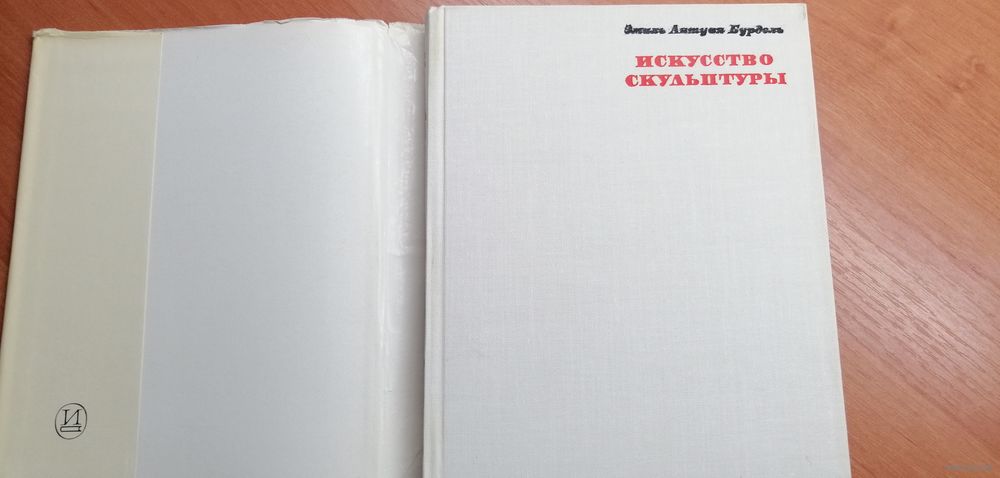 Эмиль Антуан Бурдель
ИСКУССТВО
СКУЛЬПТУРЫ
И